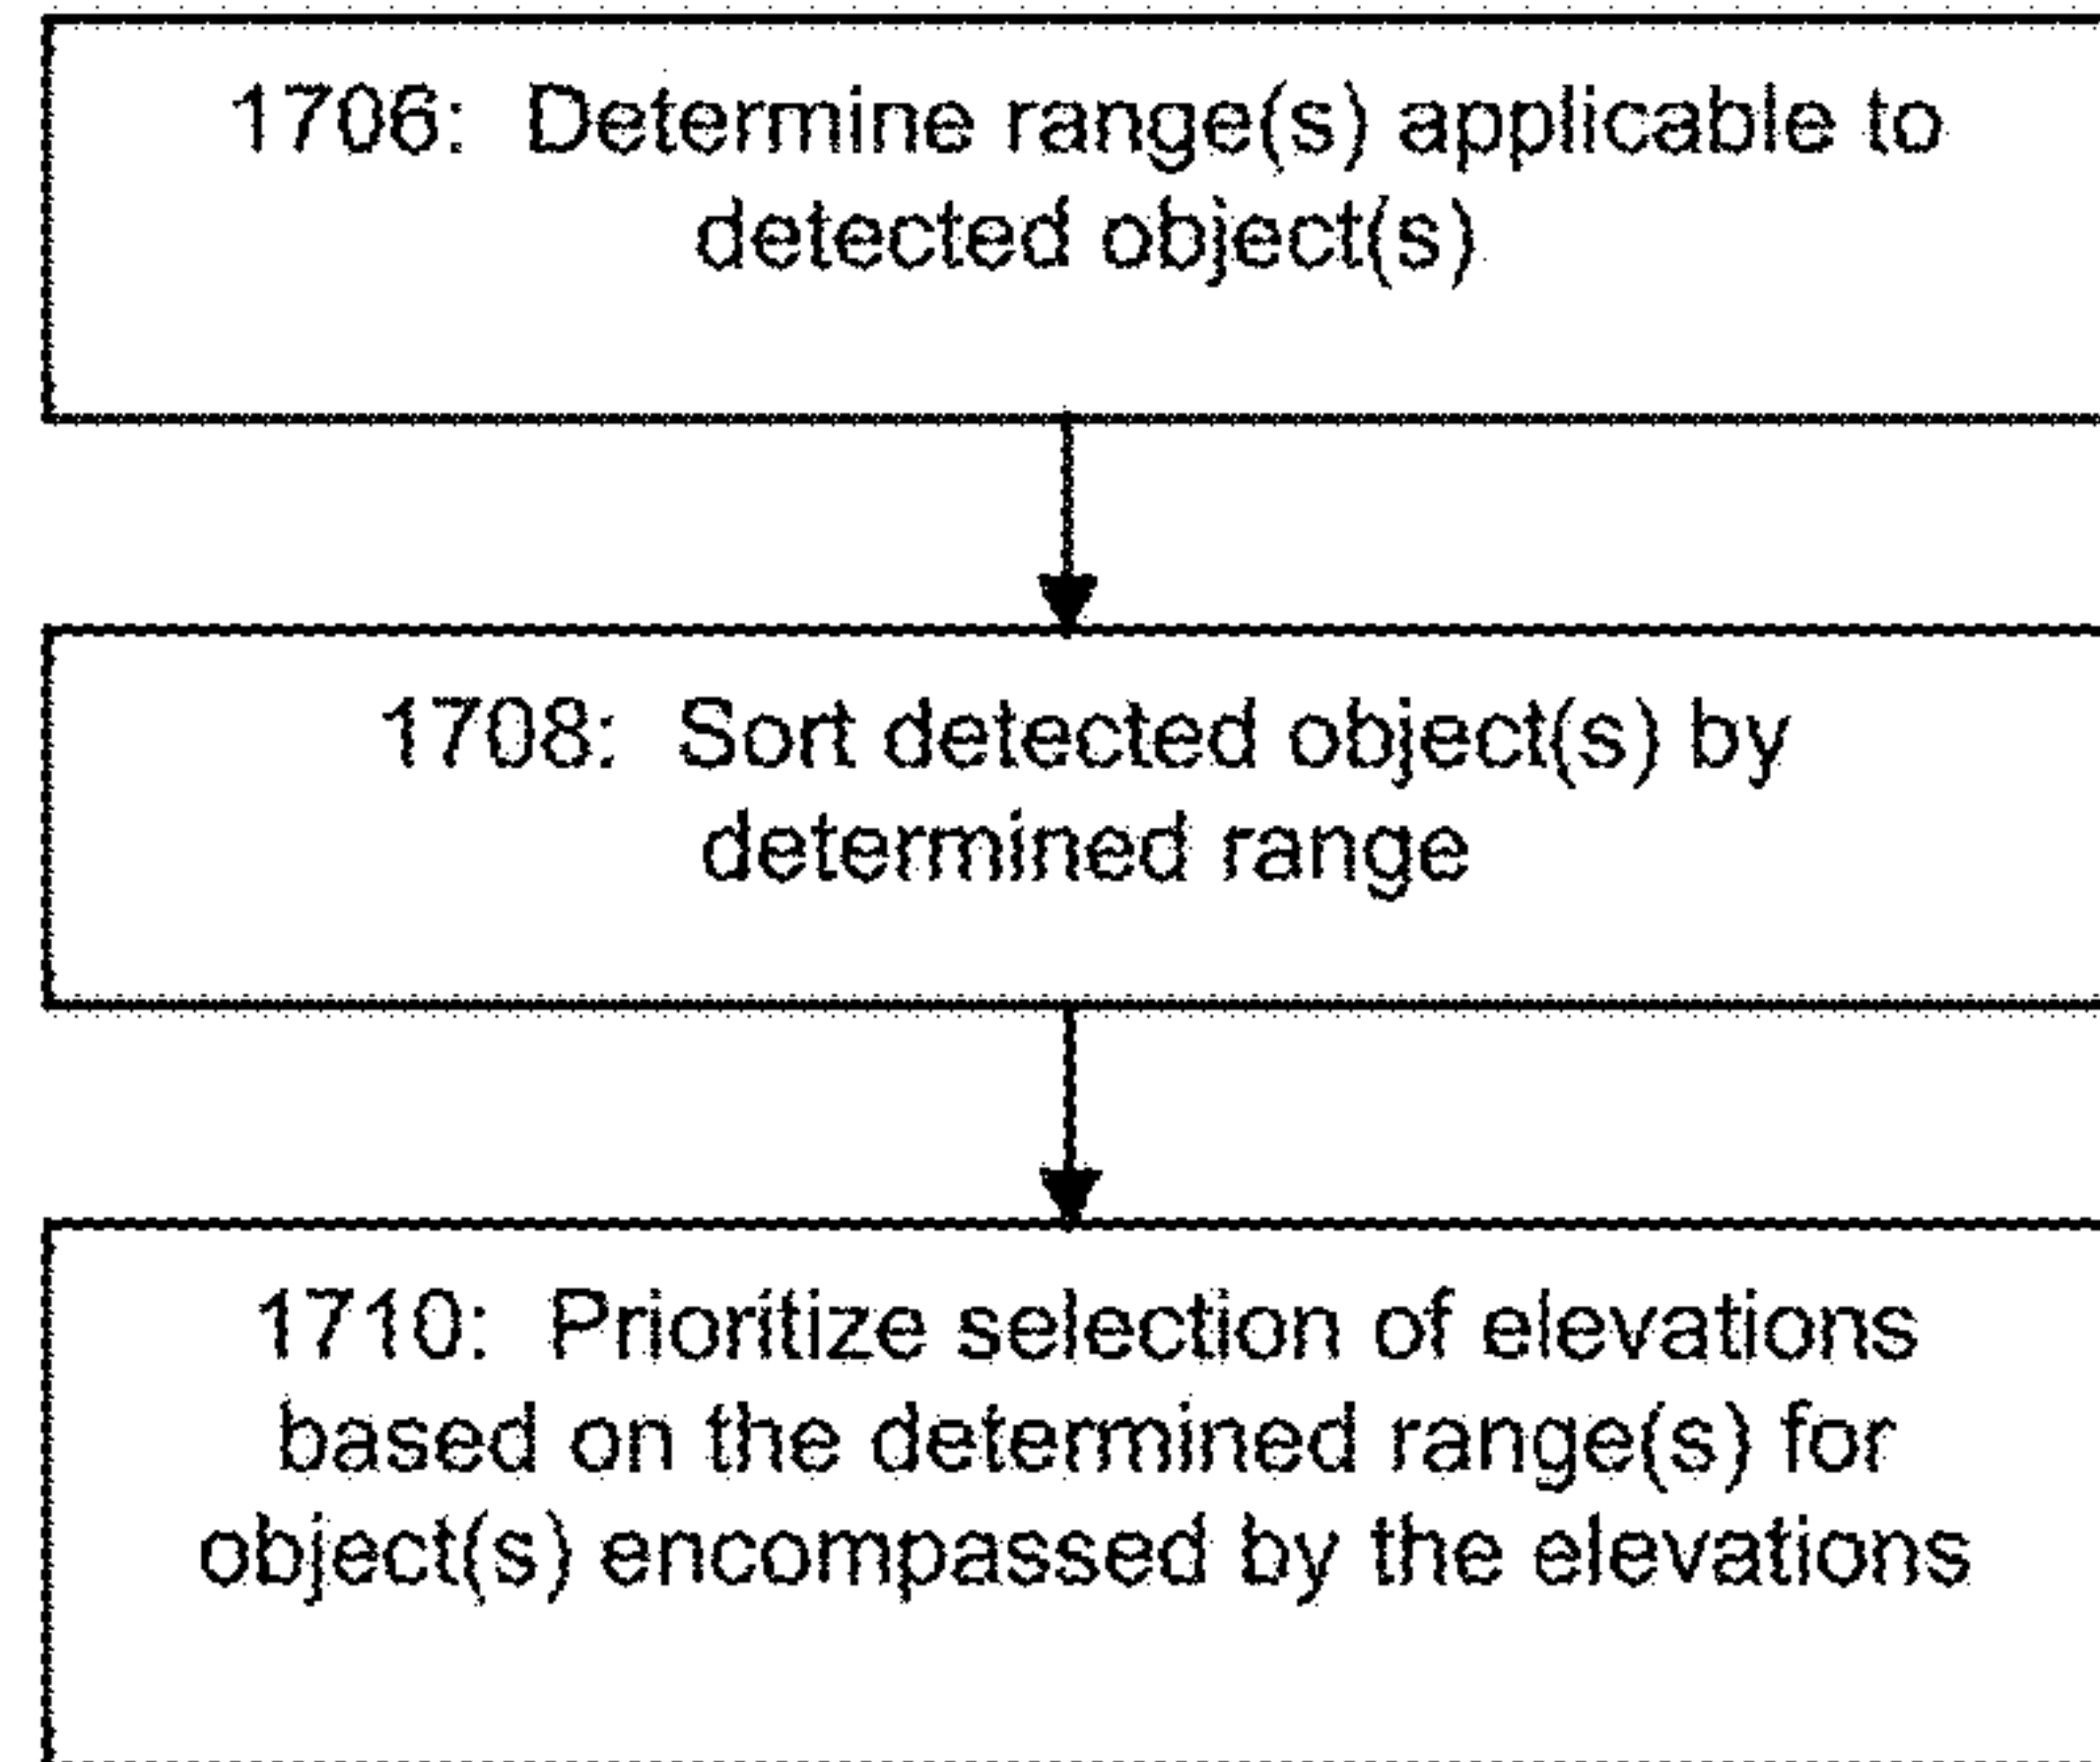 1706: Determine range(s) applicable to
detected object(s)
1708: Sort detected object(s) by
determined range
1710: Prioritize selection of elevations
based on the determined range(s) for
object(s) encompassed by the elevations